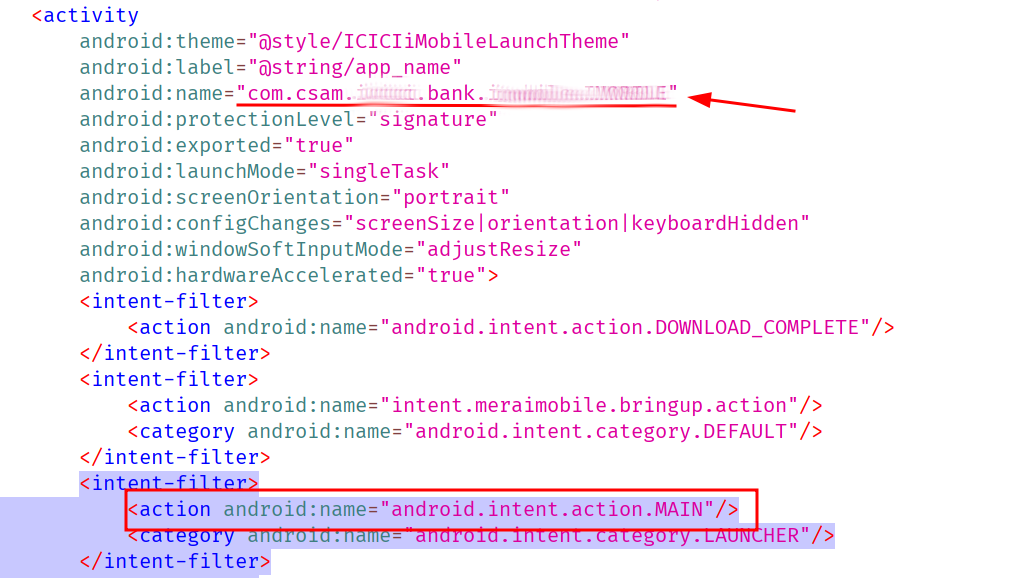 <activity
android:theme="@style/ICICIiMobileLaunchTheme"
android:label="@string/app_name"
android:name="com.csam. .bank. "
android:protectionLevel="signature"
android:exported="true"
android:launchMode="singleTask"
android:screenOrientation="portrait"
android:configChanges="screenSize|orientation|keyboardHidden"
android:windowSoftInputMode="adjustResize"
android:hardwareAccelerated="true">
<intent-filter>
<action android:name="android.intent.action.DOWNLOAD_COMPLETE"/>
</intent-filter>
<intent-filter>
<action android:name="intent.meraimobile.bringup.action"/>
<category android:name="android.intent.category.DEFAULT"/>
</intent-filter>
<intent-filter>
<action android:name="android.intent.action.MAIN"/>
<category android:name="android.intent.category.LAUNCHER"/>
</intent-filter>